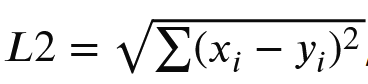 L2 = √∑(xᵢ − yᵢ)²